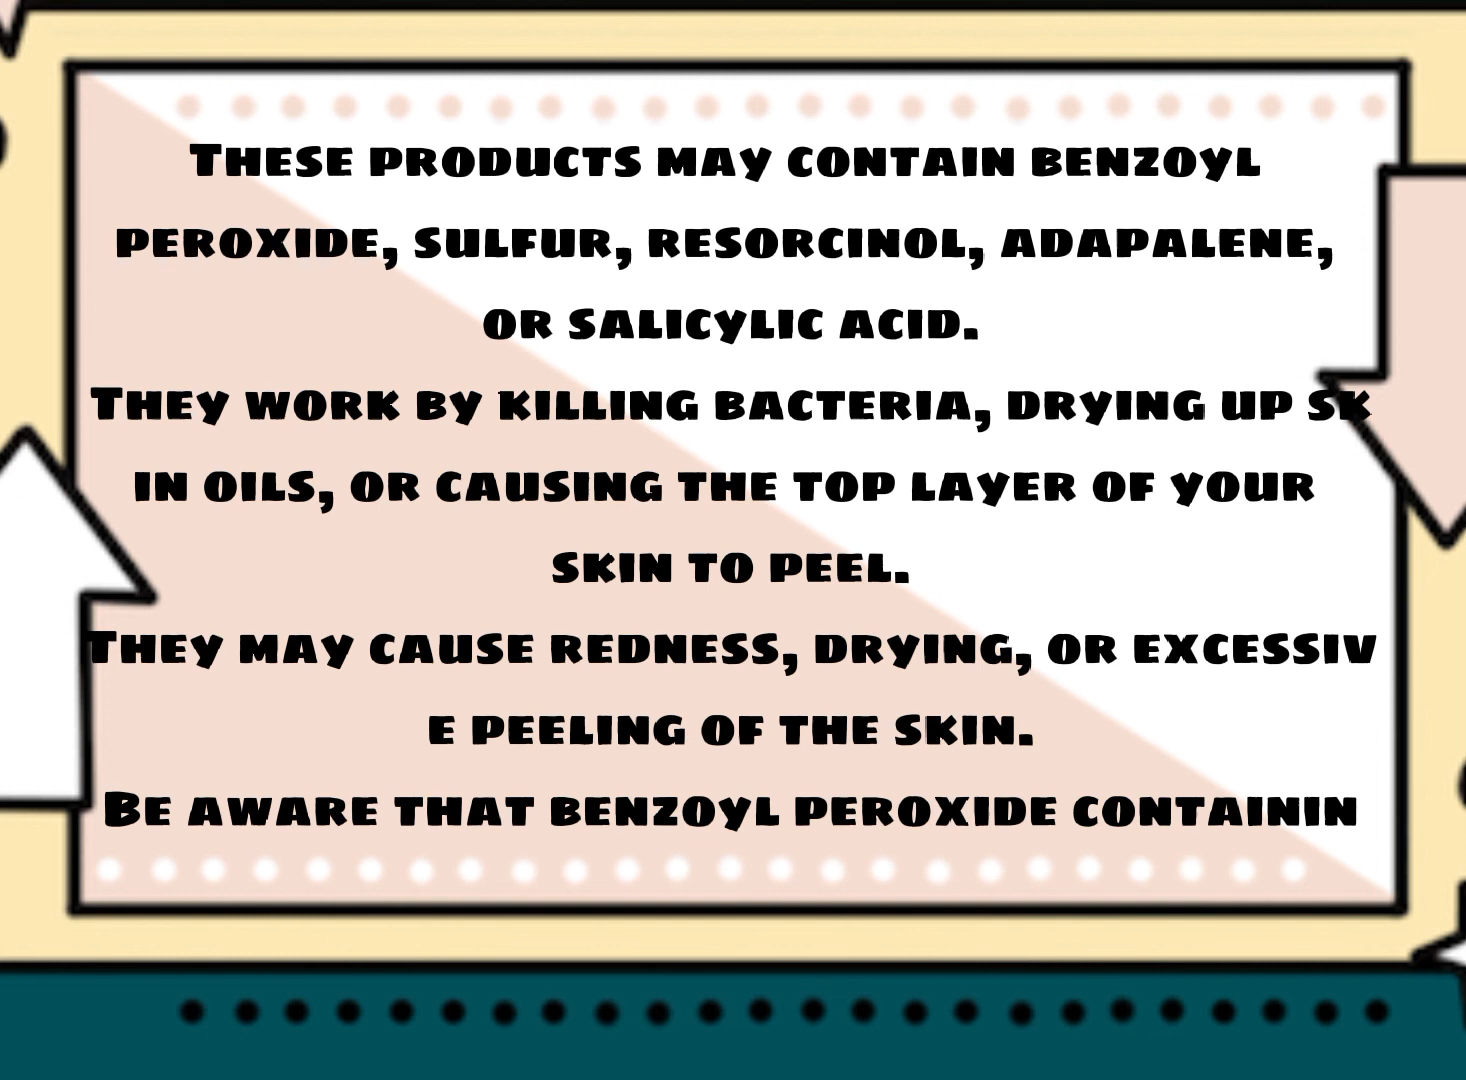 These products may contain benzoyl
peroxide, sulfur, resorcinol, adapalene,
or salicylic acid.
They work by killing bacteria, drying up sk
in oils, or causing the top layer of your
skin to peel.
They may cause redness, drying, or excessiv
e peeling of the skin.
Be aware that benzoyl peroxide containin